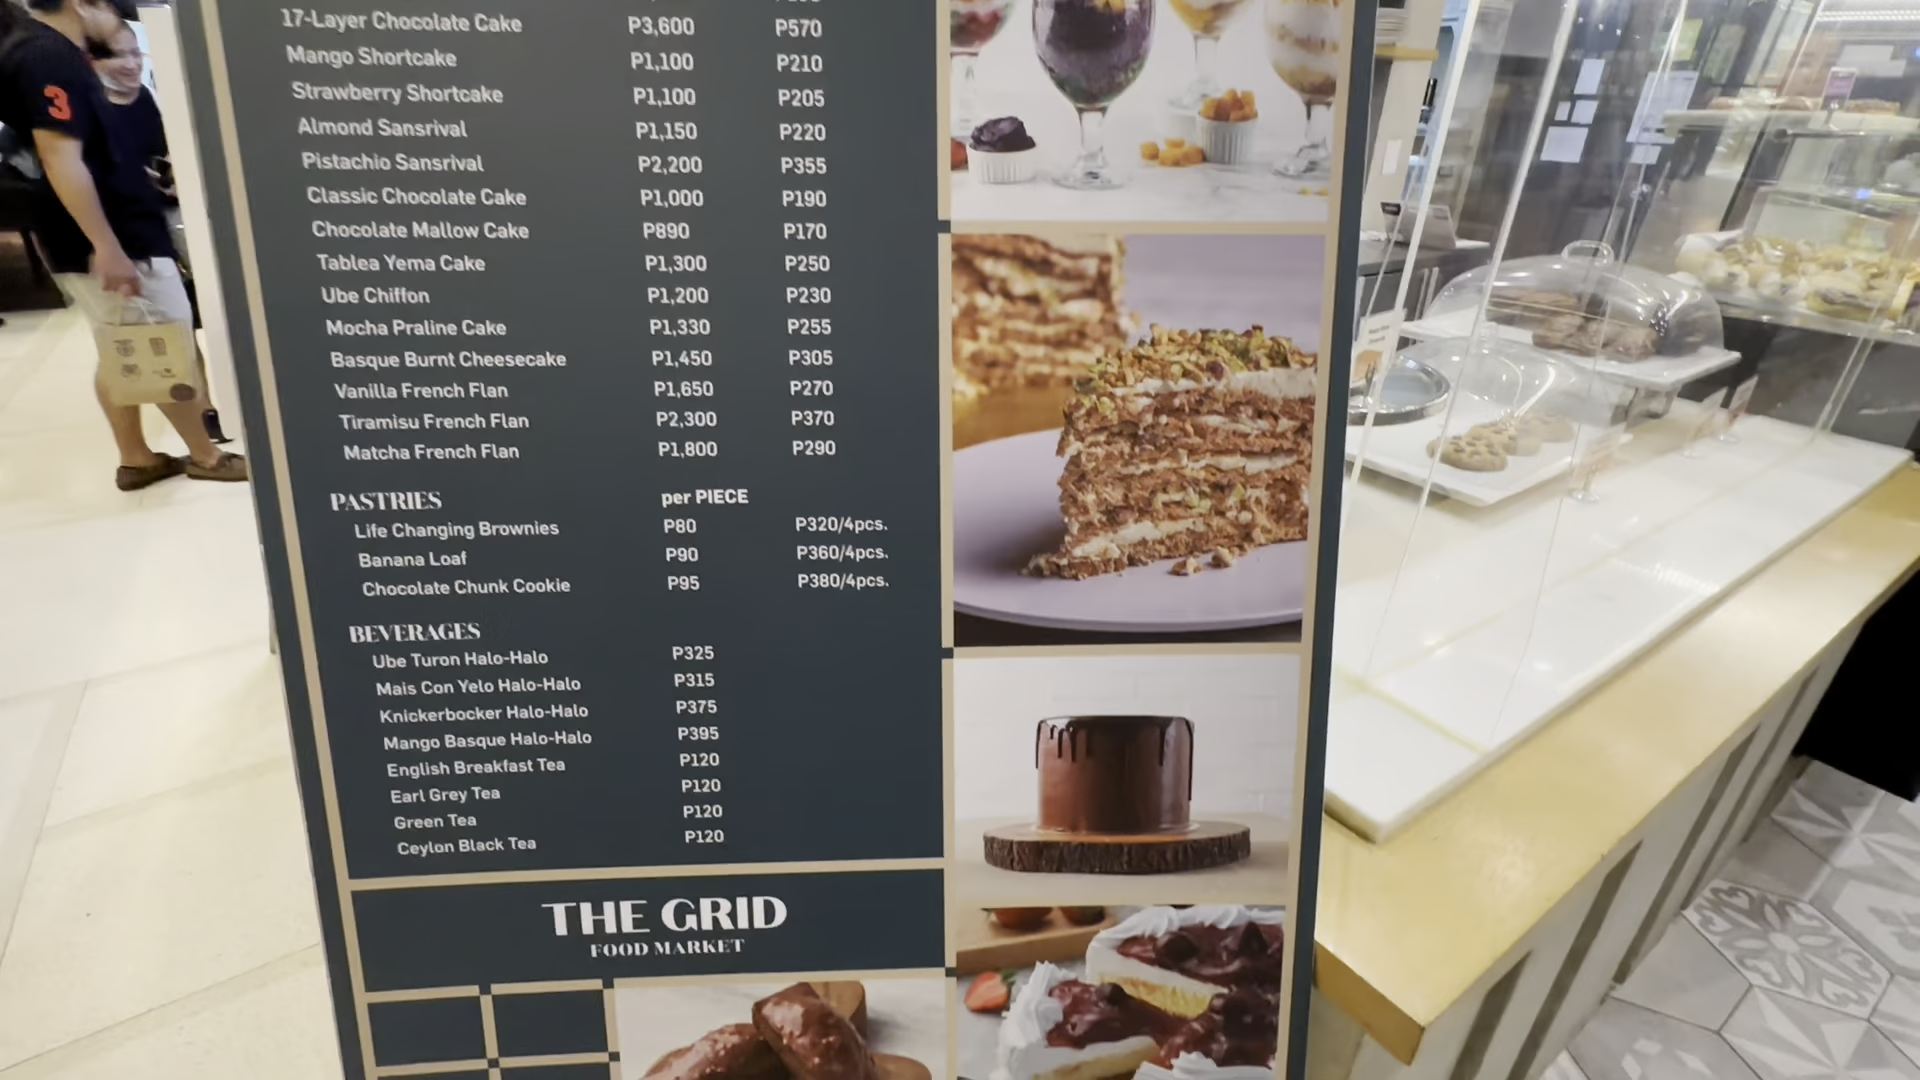 17-Layer Chocolate Cake P3,600 P570
Mango Shortcake P1,100 P210
Strawberry Shortcake P1,100 P205
Almond Sansrival P1,150 P220
Pistachio Sansrival P2,200 P355
Classic Chocolate Cake P1,000 P190
Chocolate Mallow Cake P890 P170
Tablea Yema Cake P1,300 P250
Ube Chiffon P1,200 P230
Mocha Praline Cake P1,330 P255
Basque Burnt Cheesecake P1,450 P305
Vanilla French Flan P1,650 P270
Tiramisu French Flan P2,300 P370
Matcha French Flan P1,800 P290
PASTRIES per PIECE
Life Changing Brownies P80 P320/4pcs.
Banana Loaf P90 P360/4pcs.
Chocolate Chunk Cookie P95 P380/4pcs.
BEVERAGES
Ube Turon Halo-Halo P325
Mais Con Yelo Halo-Halo P315
Knickerbocker Halo-Halo P375
Mango Basque Halo-Halo P395
English Breakfast Tea P120
Earl Grey Tea P120
Green Tea P120
Ceylon Black Tea P120
THE GRID
FOOD MARKET
3